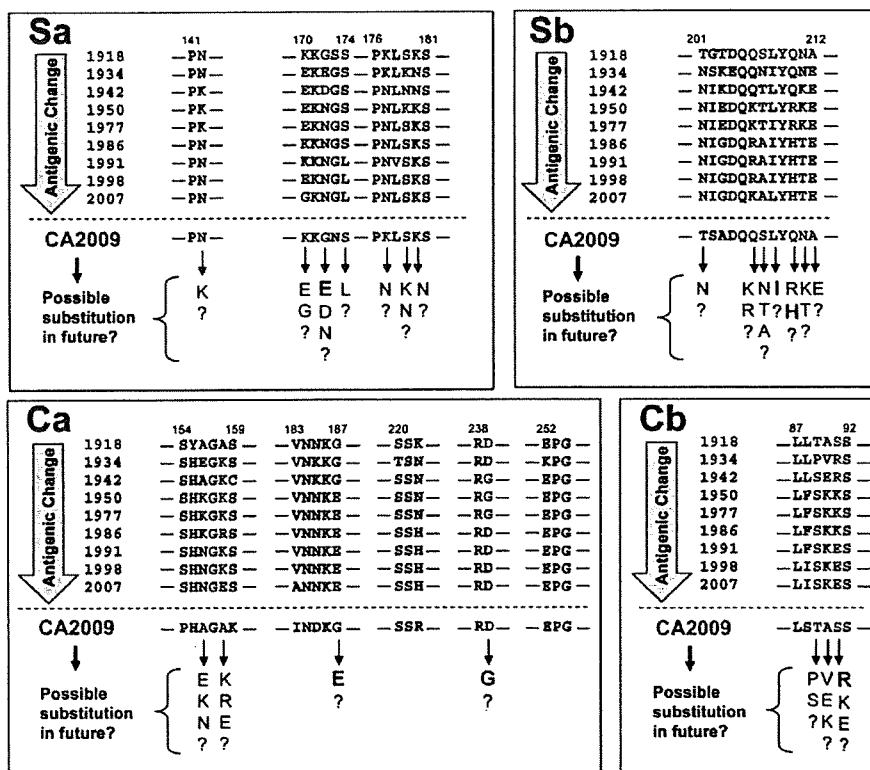 Sa
141 170 174 176 181
1918 —PN— —KKGSS—PKLSKS—
1934 —PN— —EKEGS—PKLKNS—
1942 —PK— —EKDGS—PNLNNS—
1950 —PK— —EKNGS—PNLKKS—
1977 —PK— —EKNGS—PNLSKS—
1986 —PN— —KKNGS—PNLSKS—
1991 —PN— —KKNGL—PNVSKS—
1998 —PN— —EKNGL—PNLSKS—
2007 —PN— —GKNGL—PNLSKS—
Antigenic Change
CA2009 —PN— —KKGNS—PKLSKS—
Possible
substitution
in future?
K E E L N K N
? G D ? ? N ?
? N ?
?
Sb
201 212
1918 — TGTDQQSLYQNA —
1934 — NSKEQQNIYQNE —
1942 — NIKDQQTLYQKE —
1950 — NIEDQKTLYRKE —
1977 — NIEDQKTIYRKE —
1986 — NIGDQRAIYHTE —
1991 — NIGDQRAIYHTE —
1998 — NIGDQRAIYHTE —
2007 — NIGDQKALYHTE —
Antigenic Change
CA2009 — TSADQQSLYQNA —
Possible
substitution
in future?
N K N I R K E
? R T ? H T ?
? A ? ?
?
Ca
154 159 183 187 220 238 252
1918 —SYAGAS— —VNNKG— —SSK— —RD— —EPG—
1934 —SHEGKS— —VNKKG— —TSN— —RD— —KPG—
1942 —SHAGKC— —VNKKG— —SSN— —RG— —EPG—
1950 —SHKGKS— —VNNKE— —SSN— —RG— —EPG—
1977 —SHKGKS— —VNNKE— —SSN— —RG— —EPG—
1986 —SHKGRS— —VNNKE— —SSH— —RD— —EPG—
1991 —SHNGKS— —VNNKE— —SSH— —RD— —EPG—
1998 —SHNGKS— —VNNKE— —SSH— —RD— —EPG—
2007 —SHNGES— —ANNKE— —SSH— —RD— —EPG—
Antigenic Change
CA2009 —PHAGAK— —INDKG— —SSR— —RD— —EPG—
Possible
substitution
in future?
E K E G
K R ? ?
N E
? ?
Cb
87 92
1918 — LLTASS —
1934 — LLPVRS —
1942 — LLSERS —
1950 — LFSKKS —
1977 — LFSKKS —
1986 — LFSKKS —
1991 — LFSKES —
1998 — LISKES —
2007 — LISKES —
Antigenic Change
CA2009 — LSTASS —
Possible
substitution
in future?
P V R
S E K
? K E
? ?